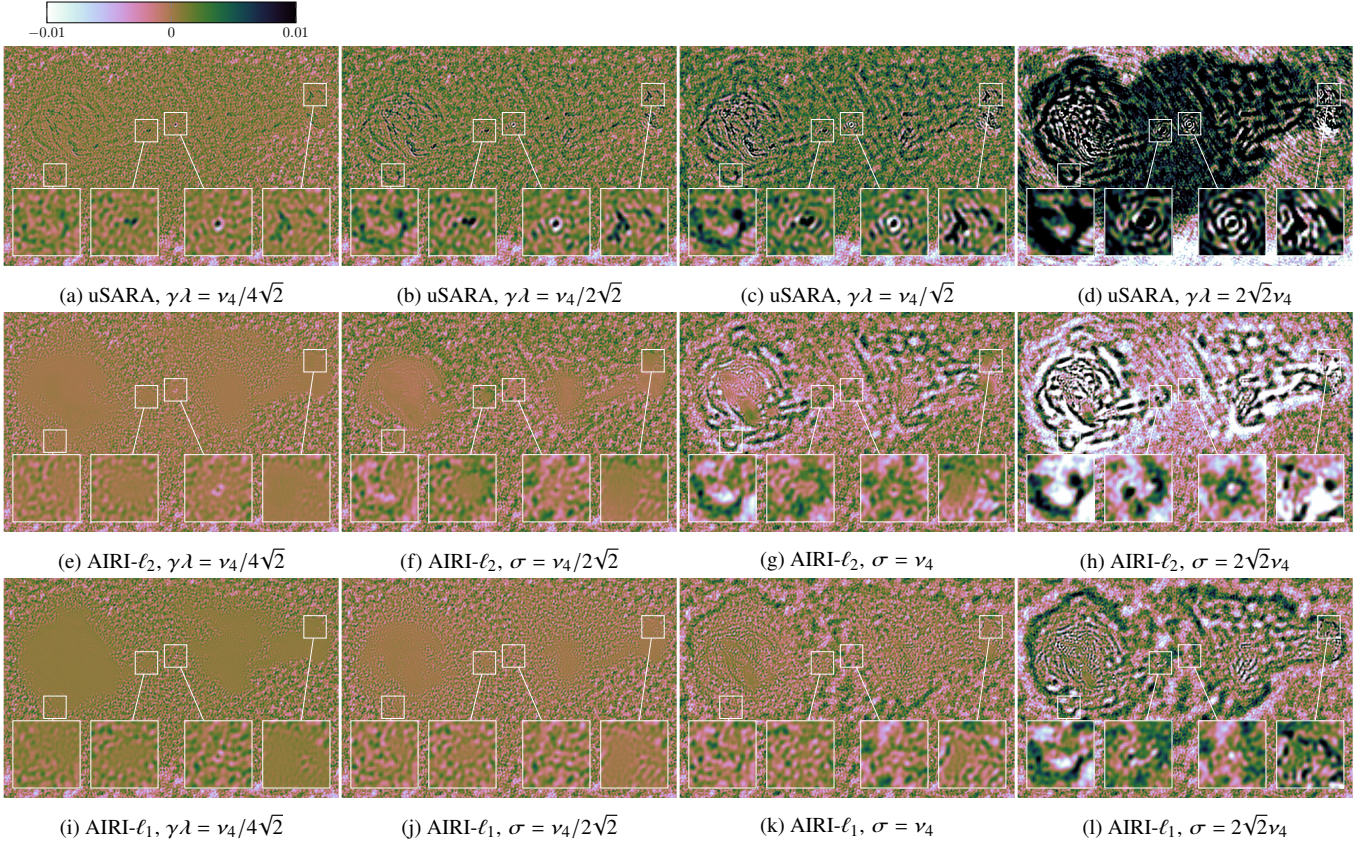 −0.01 0 0.01
(a) uSARA, γλ = ν₄/4√2 (b) uSARA, γλ = ν₄/2√2 (c) uSARA, γλ = ν₄/√2 (d) uSARA, γλ = 2√2ν₄
(e) AIRI-ℓ₂, γλ = ν₄/4√2 (f) AIRI-ℓ₂, σ = ν₄/2√2 (g) AIRI-ℓ₂, σ = ν₄ (h) AIRI-ℓ₂, σ = 2√2ν₄
(i) AIRI-ℓ₁, γλ = ν₄/4√2 (j) AIRI-ℓ₁, σ = ν₄/2√2 (k) AIRI-ℓ₁, σ = ν₄ (l) AIRI-ℓ₁, σ = 2√2ν₄